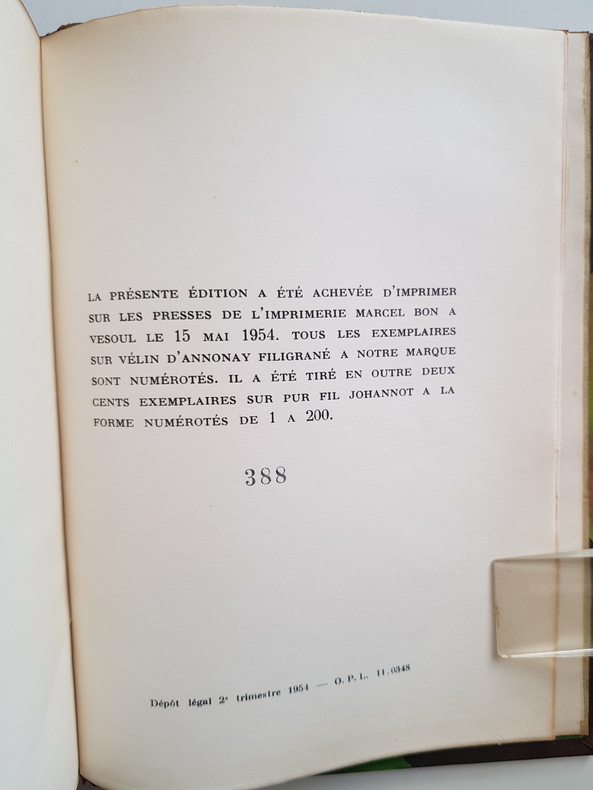 LA PRÉSENTE ÉDITION A ÉTÉ ACHEVÉE D'IMPRIMER
SUR LES PRESSES DE L'IMPRIMERIE MARCEL BON A
VESOUL LE 15 MAI 1954. TOUS LES EXEMPLAIRES
SUR VÉLIN D'ANNONAY FILIGRANÉ A NOTRE MARQUE
SONT NUMÉROTÉS. IL A ÉTÉ TIRÉ EN OUTRE DEUX
CENTS EXEMPLAIRES SUR PUR FIL JOHANNOT A LA
FORME NUMÉROTÉS DE 1 A 200.
388
Dépôt légal 2e trimestre 1954 — O. P. L. 11.0348